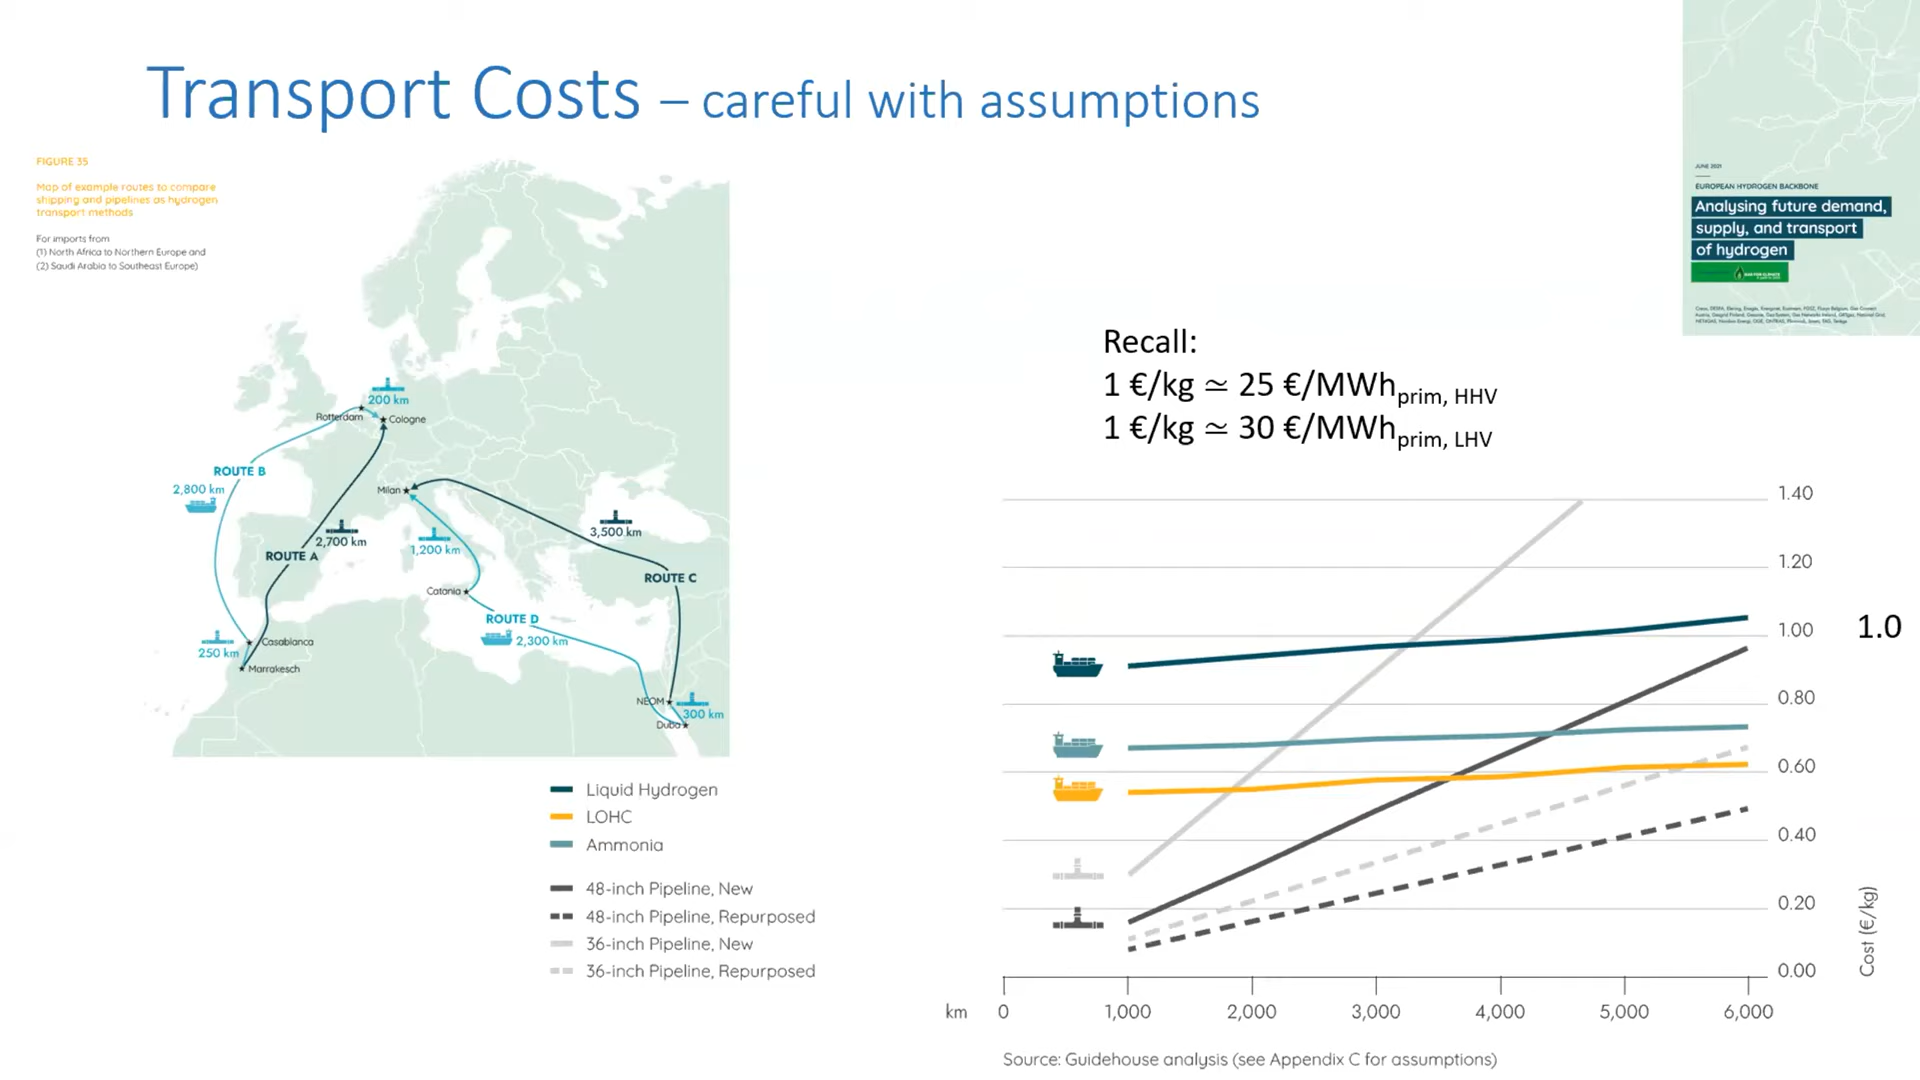 Transport Costs – careful with assumptions
FIGURE 35
Map of example routes to compare
shipping and pipelines as hydrogen
transport methods
For imports from
(1) North Africa to Northern Europe and
(2) Saudi Arabia to Southeast Europe)
200 km
Rotterdam
Cologne
ROUTE B
2,800 km
Milan
2,700 km
ROUTE A
1,200 km
3,500 km
ROUTE C
Catania
ROUTE D
2,300 km
Casablanca
250 km
Marrakesch
NEOM
300 km
Duba
Liquid Hydrogen
LOHC
Ammonia
48-inch Pipeline, New
48-inch Pipeline, Repurposed
36-inch Pipeline, New
36-inch Pipeline, Repurposed
JUNE 2021
EUROPEAN HYDROGEN BACKBONE
Analysing future demand,
supply, and transport
of hydrogen
Recall:
1 €/kg ≃ 25 €/MWhprim, HHV
1 €/kg ≃ 30 €/MWhprim, LHV
1.40
1.20
1.00
0.80
0.60
0.40
0.20
0.00
1.0
Cost (€/kg)
km 0 1,000 2,000 3,000 4,000 5,000 6,000
Source: Guidehouse analysis (see Appendix C for assumptions)